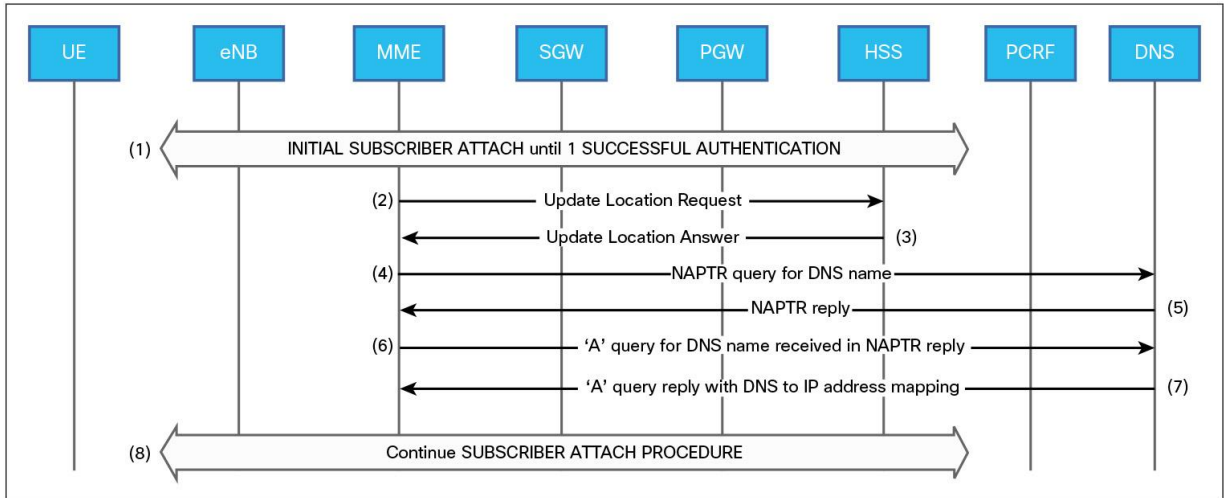 UE
eNB
MME
SGW
PGW
HSS
PCRF
DNS
(1)
INITIAL SUBSCRIBER ATTACH until 1 SUCCESSFUL AUTHENTICATION
(2)
Update Location Request
Update Location Answer
(3)
(4)
NAPTR query for DNS name
NAPTR reply
(5)
(6)
‘A’ query for DNS name received in NAPTR reply
‘A’ query reply with DNS to IP address mapping
(7)
(8)
Continue SUBSCRIBER ATTACH PROCEDURE